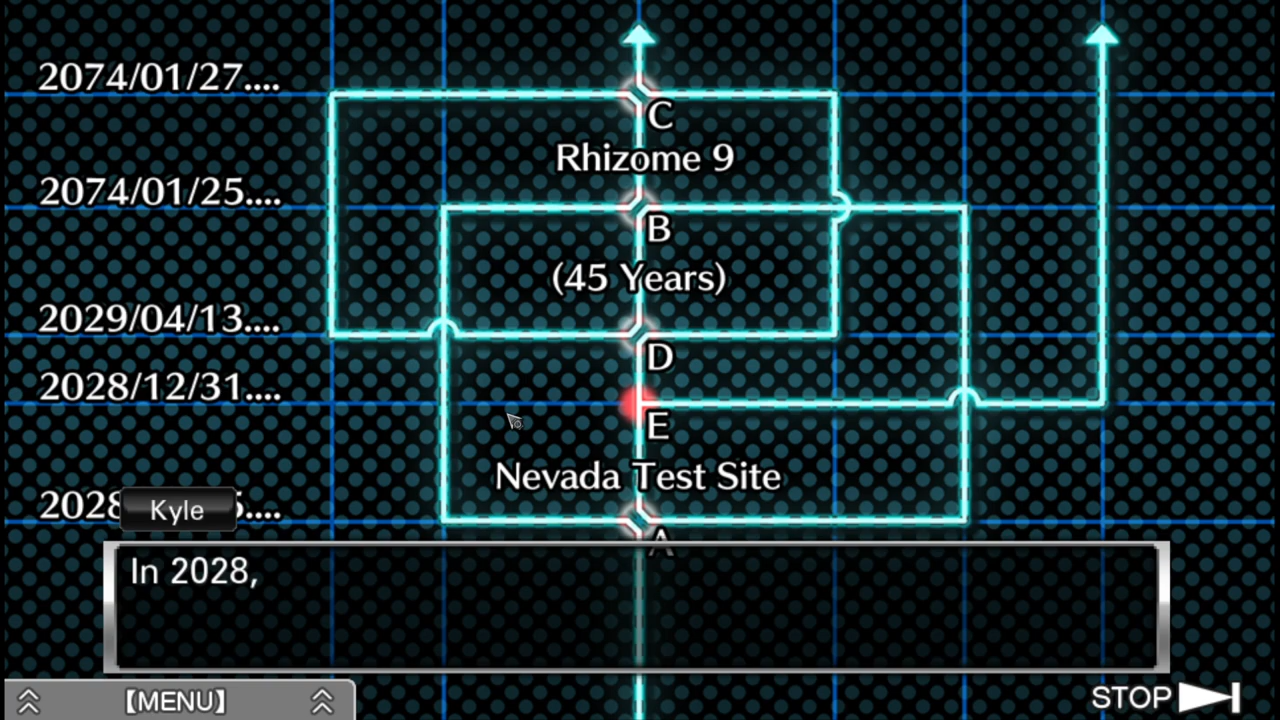 2074/01/27....
C
Rhizome 9
2074/01/25....
B
(45 Years)
2029/04/13....
D
2028/12/31....
E
Nevada Test Site
Kyle
A
In 2028,
【MENU】
STOP